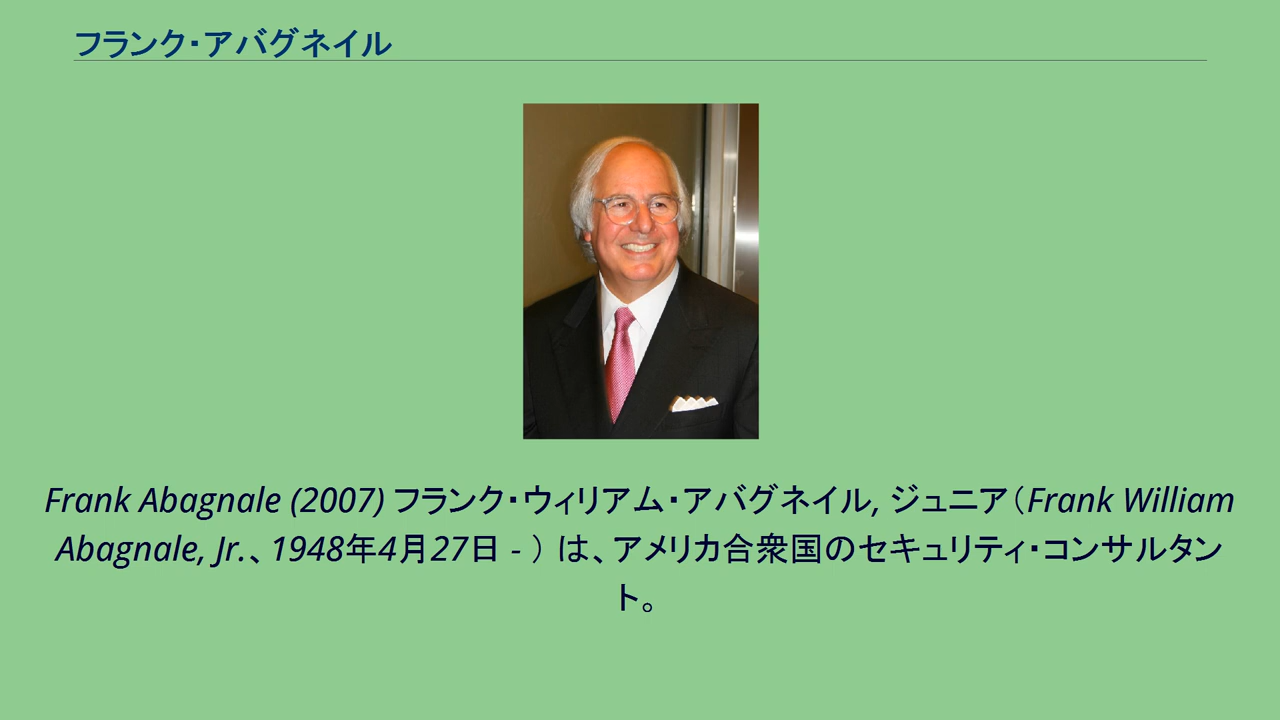 フランク・アバグネイル
Frank Abagnale (2007) フランク・ウィリアム・アバグネイル, ジュニア（Frank William
Abagnale, Jr.、1948年4月27日 - ） は、アメリカ合衆国のセキュリティ・コンサルタン
ト。